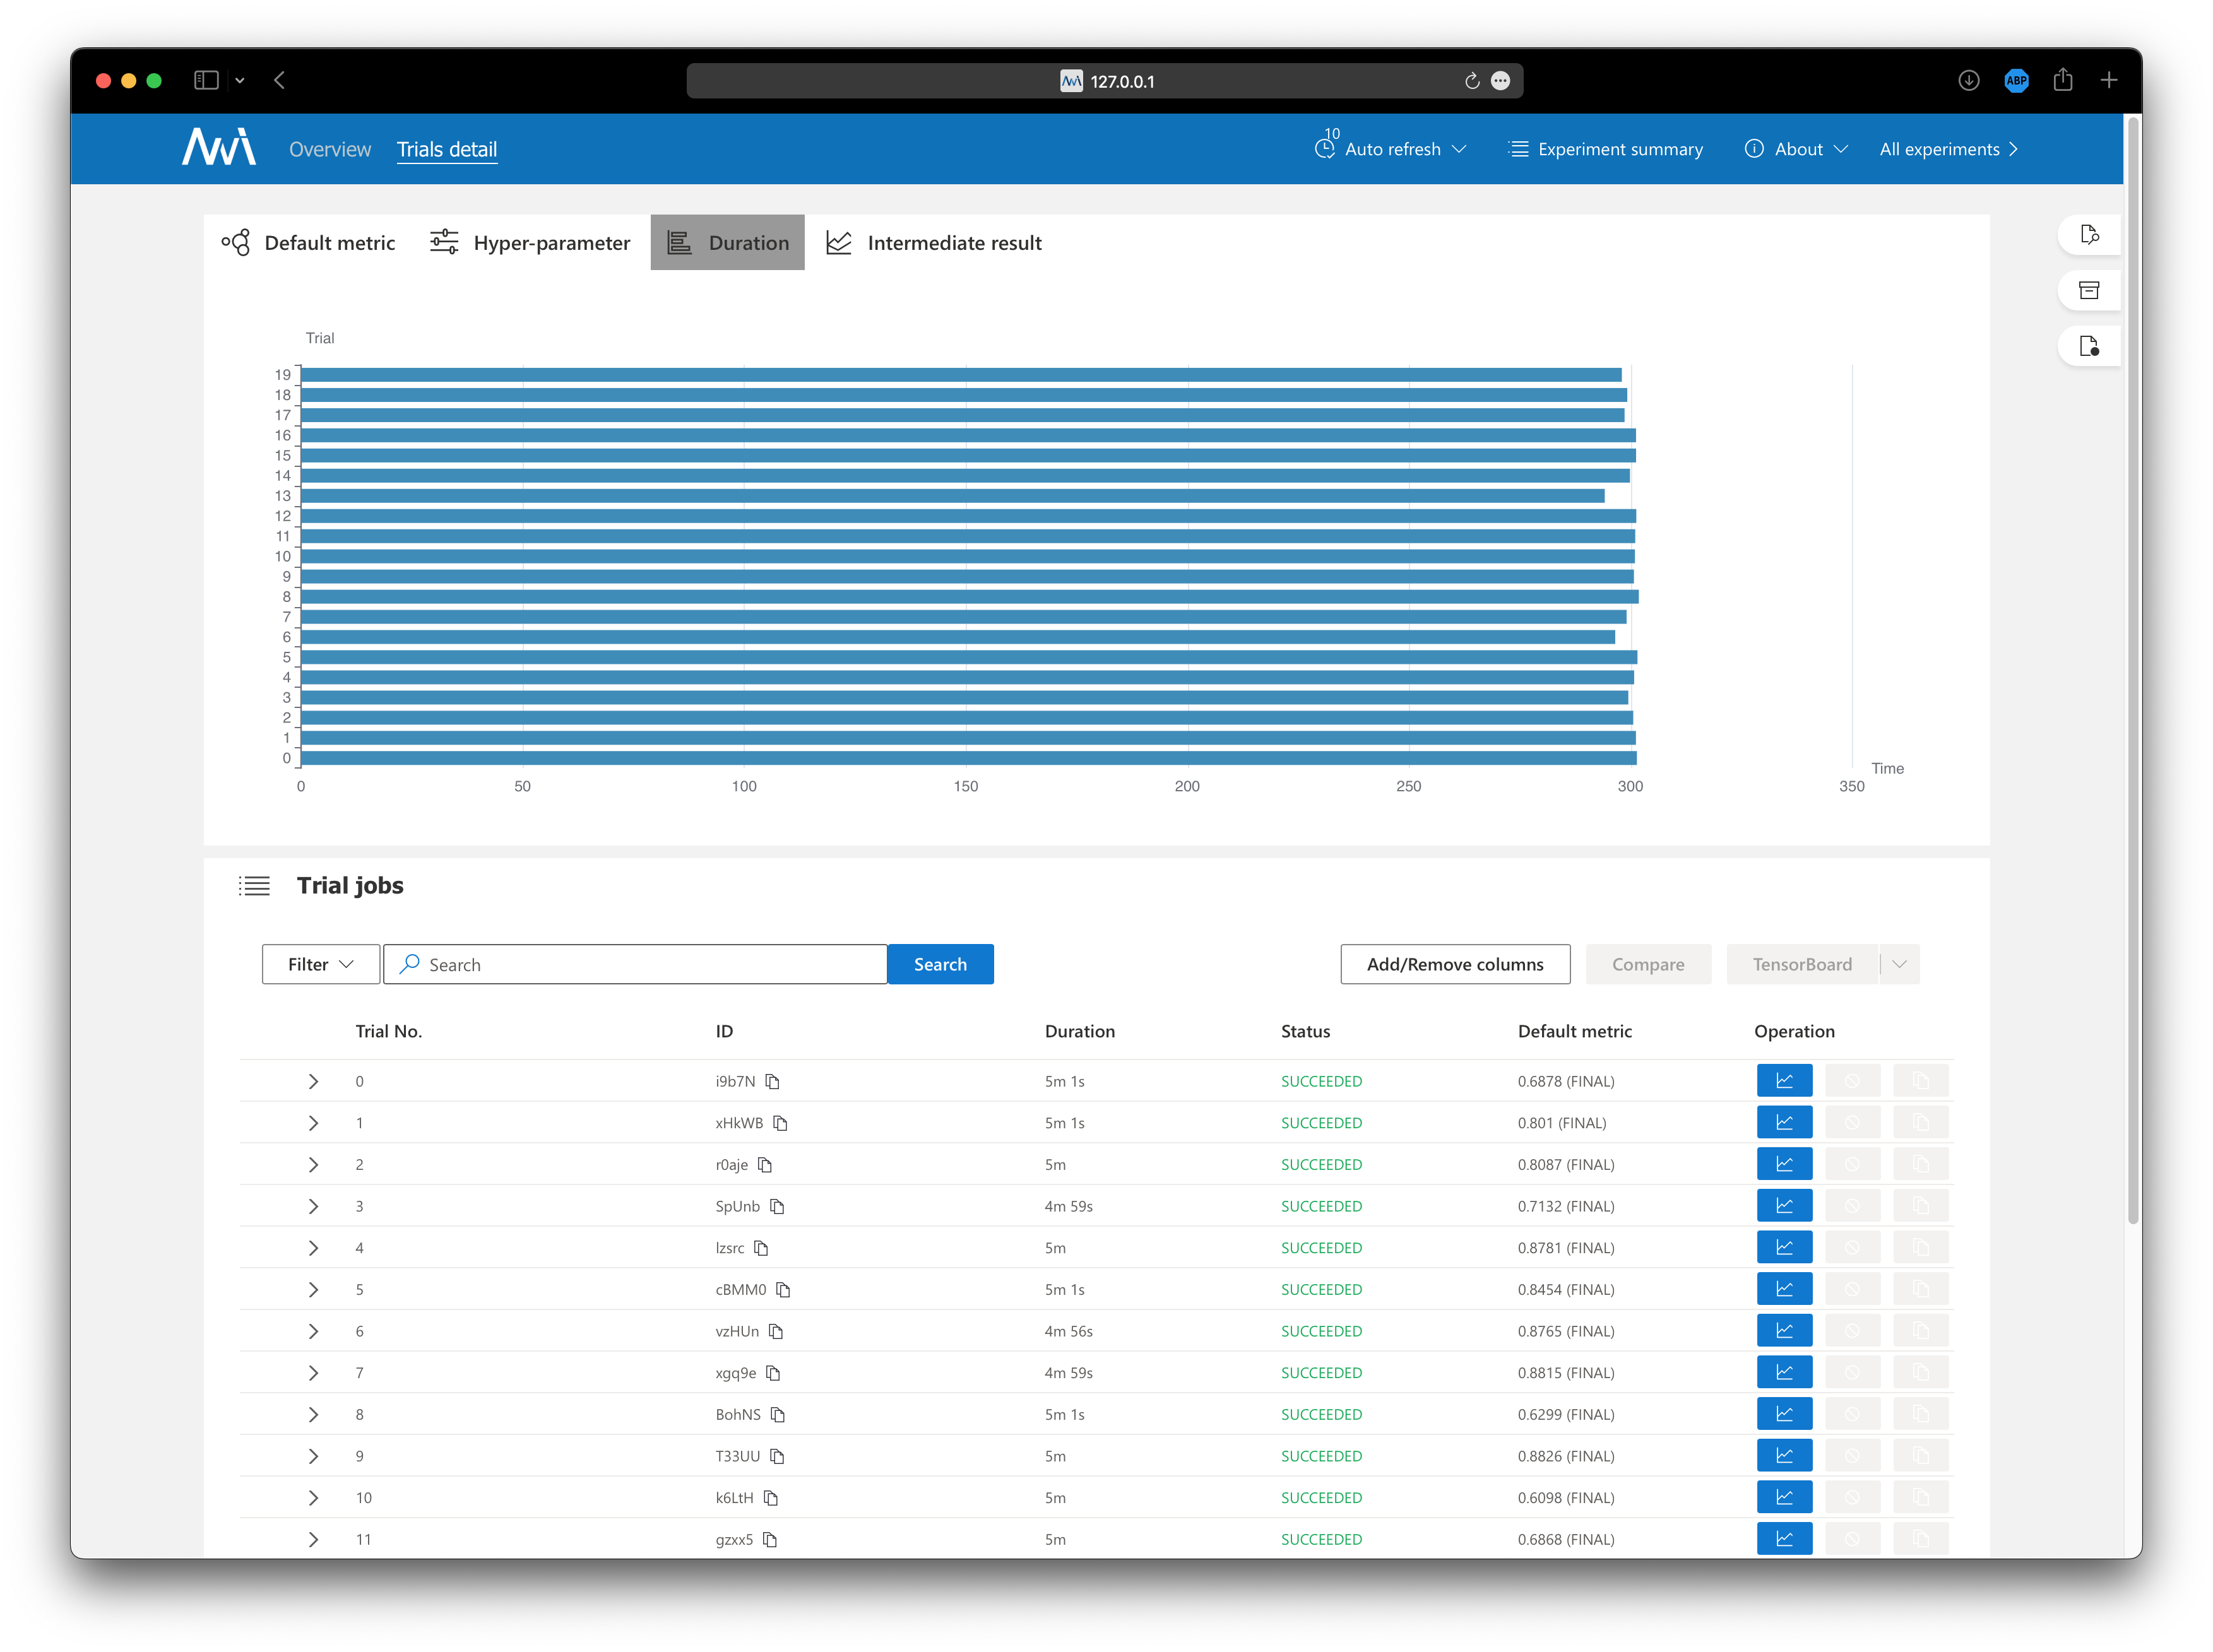 127.0.0.1
ABP
Overview Trials detail 10 Auto refresh Experiment summary About All experiments
Default metric Hyper-parameter Duration Intermediate result
Trial
19
18
17
16
15
14
13
12
11
10
9
8
7
6
5
4
3
2
1
0
Time
0 50 100 150 200 250 300 350
Trial jobs
Filter Search Search Add/Remove columns Compare TensorBoard
Trial No. ID Duration Status Default metric Operation
0 i9b7N 5m 1s SUCCEEDED 0.6878 (FINAL)
1 xHkWB 5m 1s SUCCEEDED 0.801 (FINAL)
2 r0aje 5m SUCCEEDED 0.8087 (FINAL)
3 SpUnb 4m 59s SUCCEEDED 0.7132 (FINAL)
4 lzsrc 5m SUCCEEDED 0.8781 (FINAL)
5 cBMM0 5m 1s SUCCEEDED 0.8454 (FINAL)
6 vzHUn 4m 56s SUCCEEDED 0.8765 (FINAL)
7 xgq9e 4m 59s SUCCEEDED 0.8815 (FINAL)
8 BohNS 5m 1s SUCCEEDED 0.6299 (FINAL)
9 T33UU 5m SUCCEEDED 0.8826 (FINAL)
10 k6LtH 5m SUCCEEDED 0.6098 (FINAL)
11 gzxx5 5m SUCCEEDED 0.6868 (FINAL)